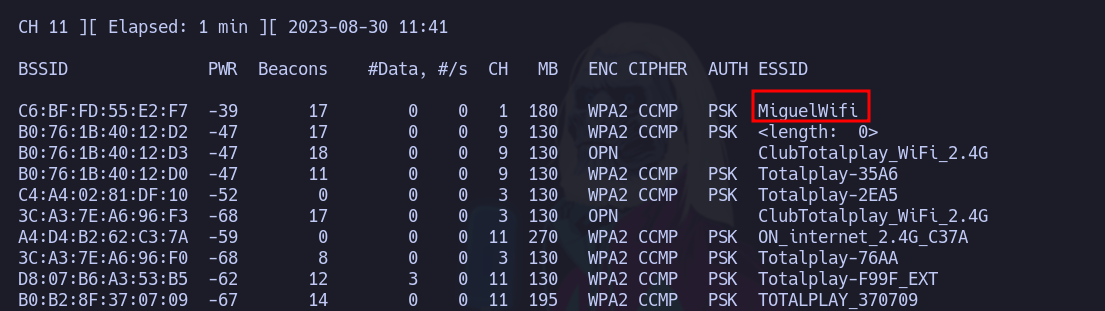 CH 11 ][ Elapsed: 1 min ][ 2023-08-30 11:41
BSSID PWR Beacons #Data, #/s CH MB ENC CIPHER AUTH ESSID
C6:BF:FD:55:E2:F7 -39 17 0 0 1 180 WPA2 CCMP PSK MiguelWifi
B0:76:1B:40:12:D2 -47 17 0 0 9 130 WPA2 CCMP PSK <length: 0>
B0:76:1B:40:12:D3 -47 18 0 0 9 130 OPN ClubTotalplay_WiFi_2.4G
B0:76:1B:40:12:D0 -47 11 0 0 9 130 WPA2 CCMP PSK Totalplay-35A6
C4:A4:02:81:DF:10 -52 0 0 0 3 130 WPA2 CCMP PSK Totalplay-2EA5
3C:A3:7E:A6:96:F3 -68 17 0 0 3 130 OPN ClubTotalplay_WiFi_2.4G
A4:D4:B2:62:C3:7A -59 0 0 0 11 270 WPA2 CCMP PSK ON_internet_2.4G_C37A
3C:A3:7E:A6:96:F0 -68 8 0 0 3 130 WPA2 CCMP PSK Totalplay-76AA
D8:07:B6:A3:53:B5 -62 12 3 0 11 130 WPA2 CCMP PSK Totalplay-F99F_EXT
B0:B2:8F:37:07:09 -67 14 0 0 11 195 WPA2 CCMP PSK TOTALPLAY_370709